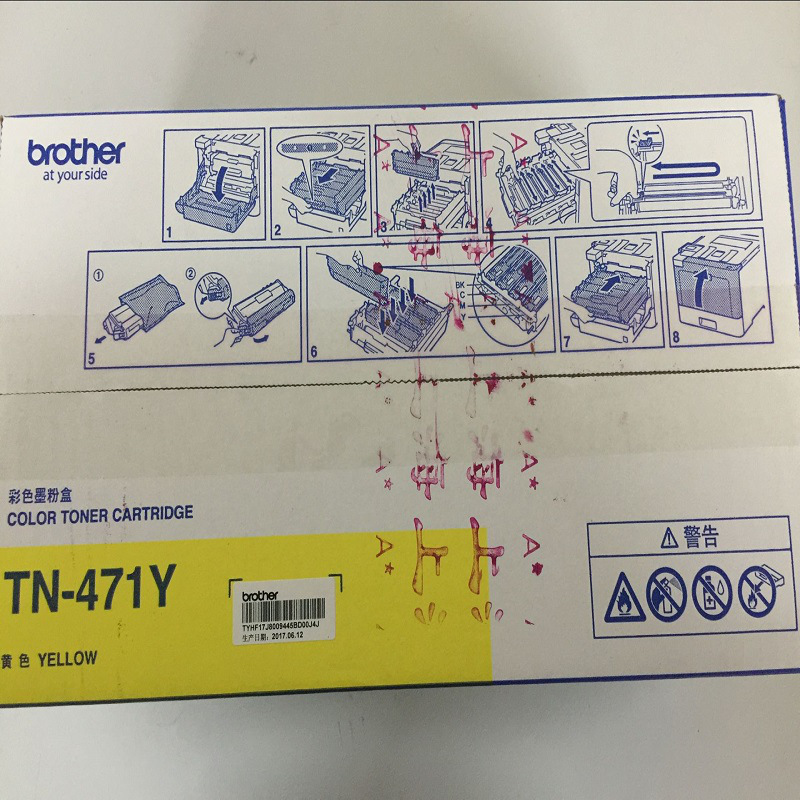 brother
at your side
1
2
3
4
①
②
5
6
BK
C
Y
7
8
彩色墨粉盒
COLOR TONER CARTRIDGE
TN-471Y
黄色 YELLOW
brother
TYHF17J8009445BD00J4J
生产日期: 2017.06.12
警告